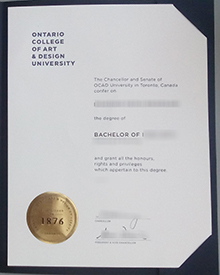 ONTARIO
COLLEGE
OF ART
& DESIGN
UNIVERSITY
The Chancellor and Senate of
OCAD University in Toronto, Canada
confer on
the degree of
BACHELOR OF
and grant all the honours,
rights and privileges
which appertain to this degree
1876